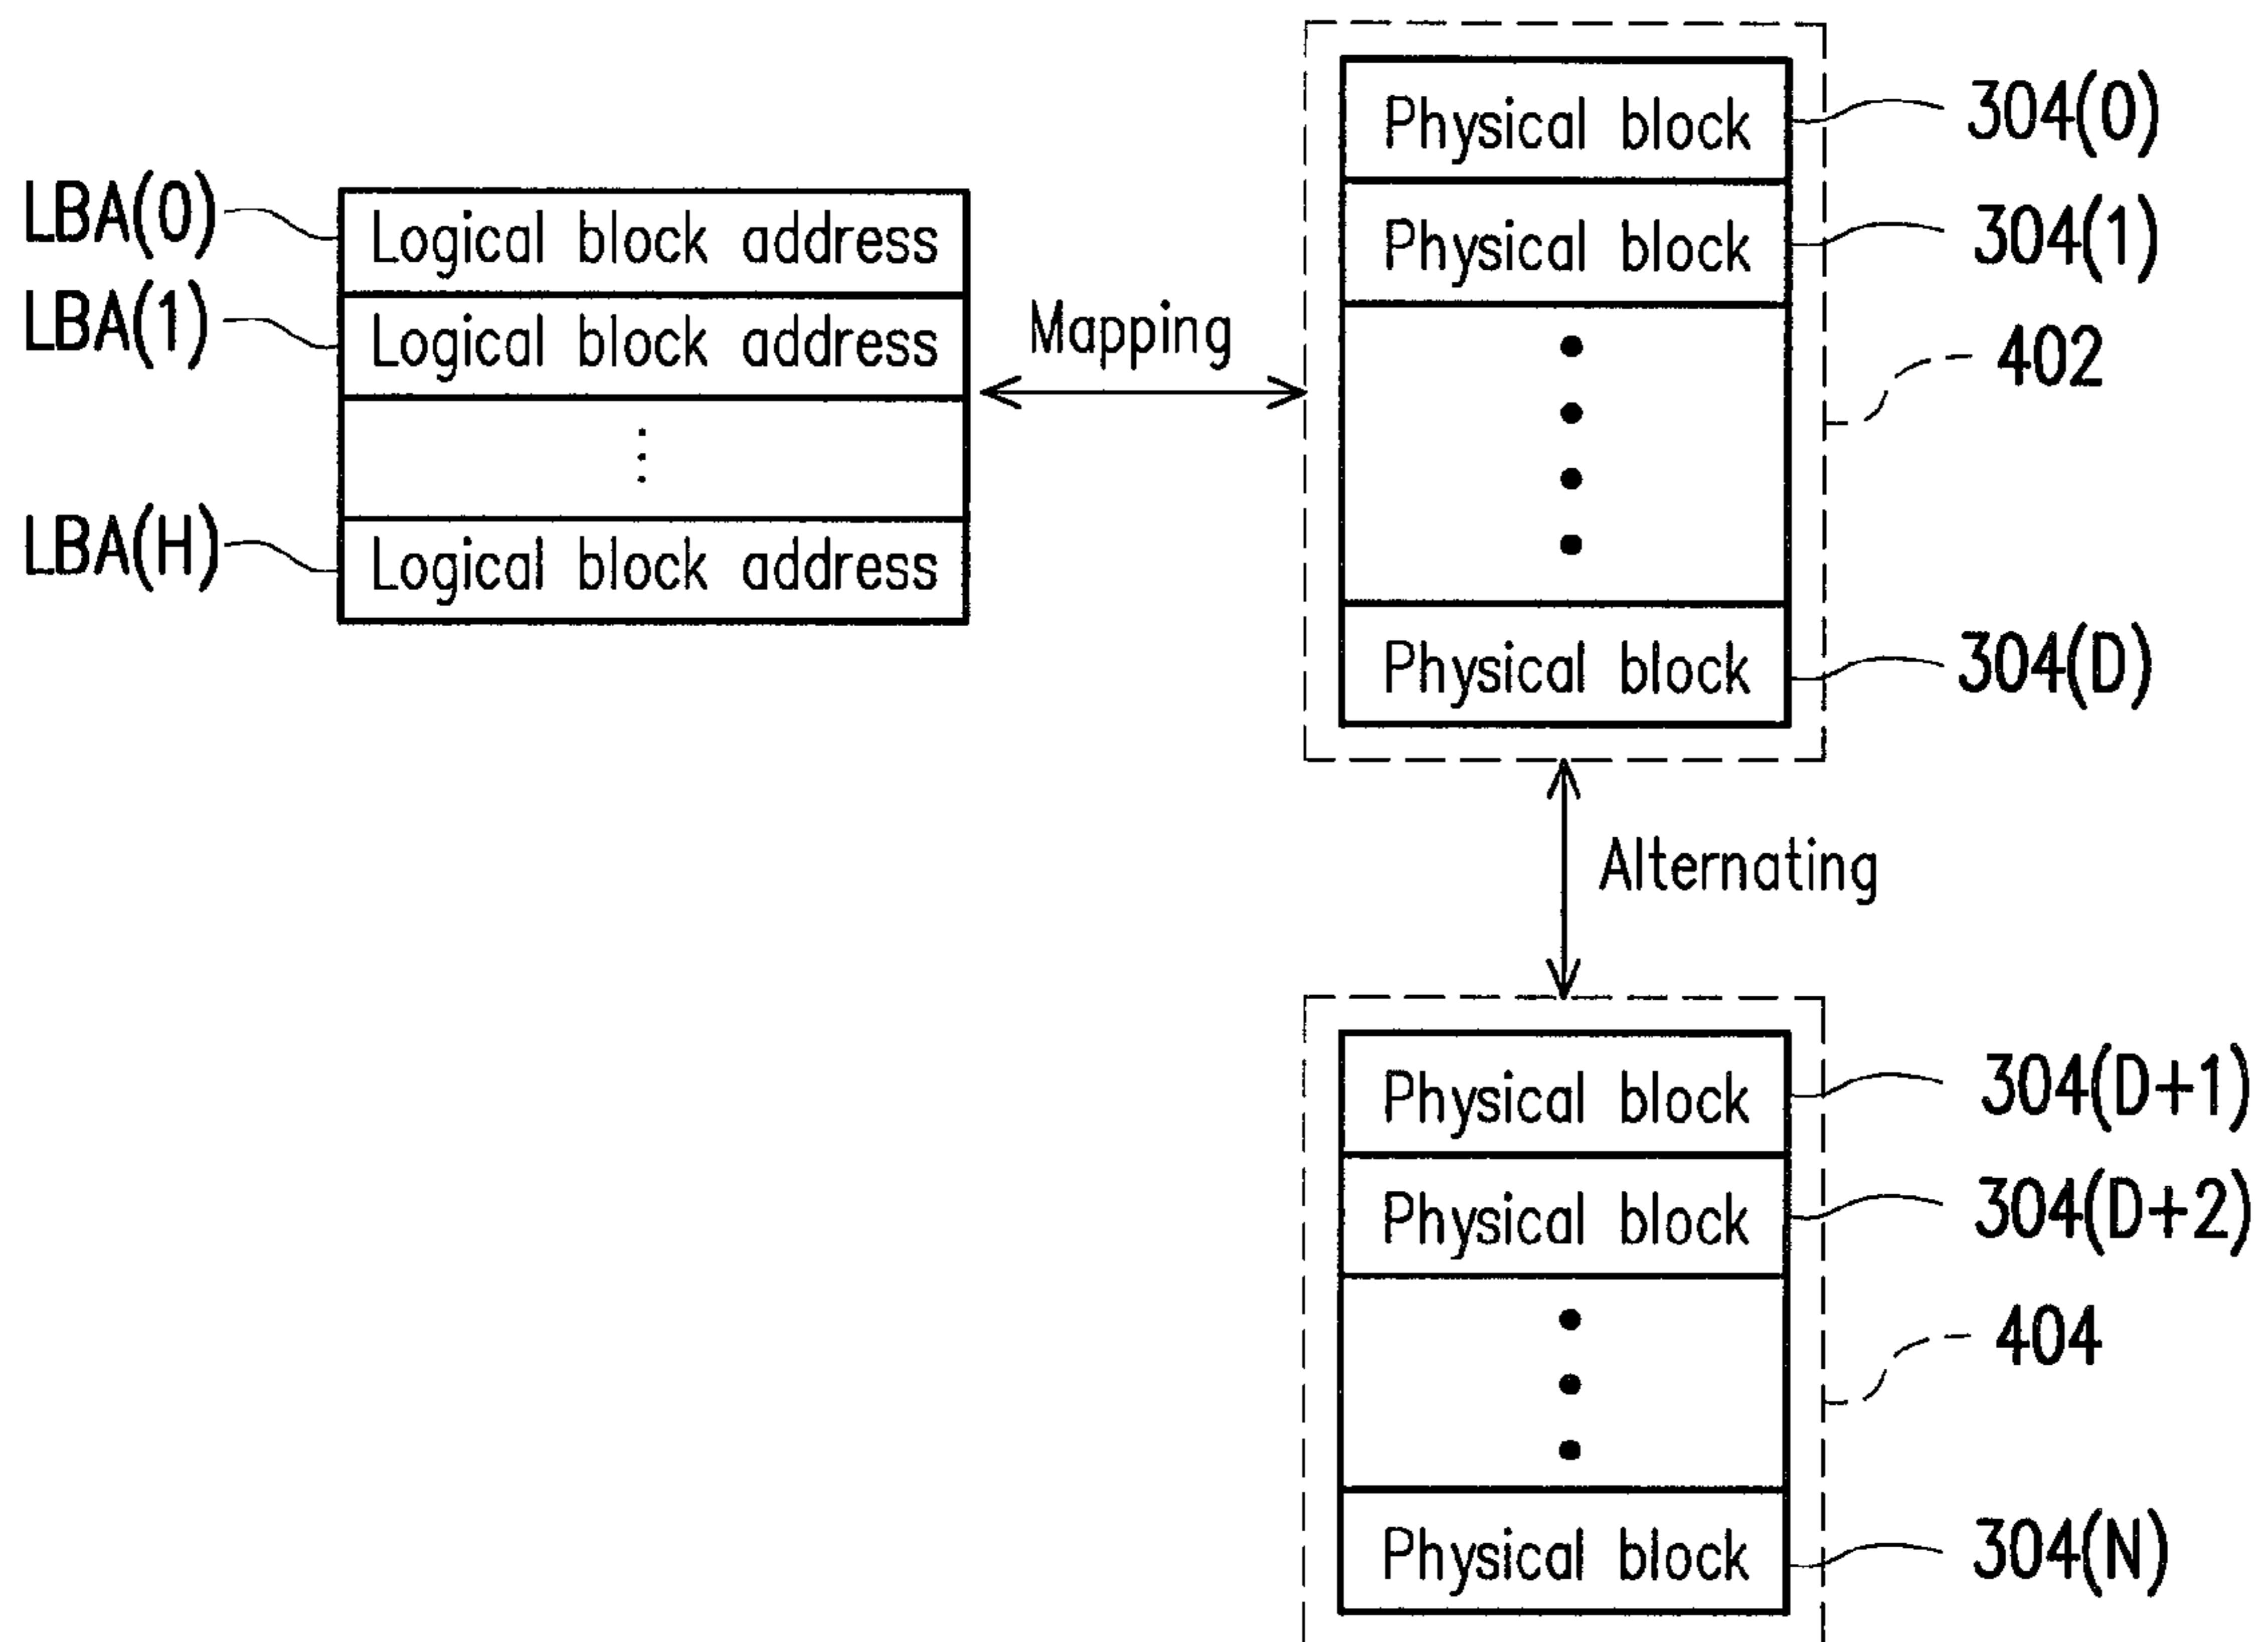 LBA(0)
Logical block address
LBA(1)
Logical block address
LBA(H)
Logical block address
Mapping
Physical block
304(0)
Physical block
304(1)
402
Physical block
304(D)
Alternating
Physical block
304(D+1)
Physical block
304(D+2)
404
Physical block
304(N)